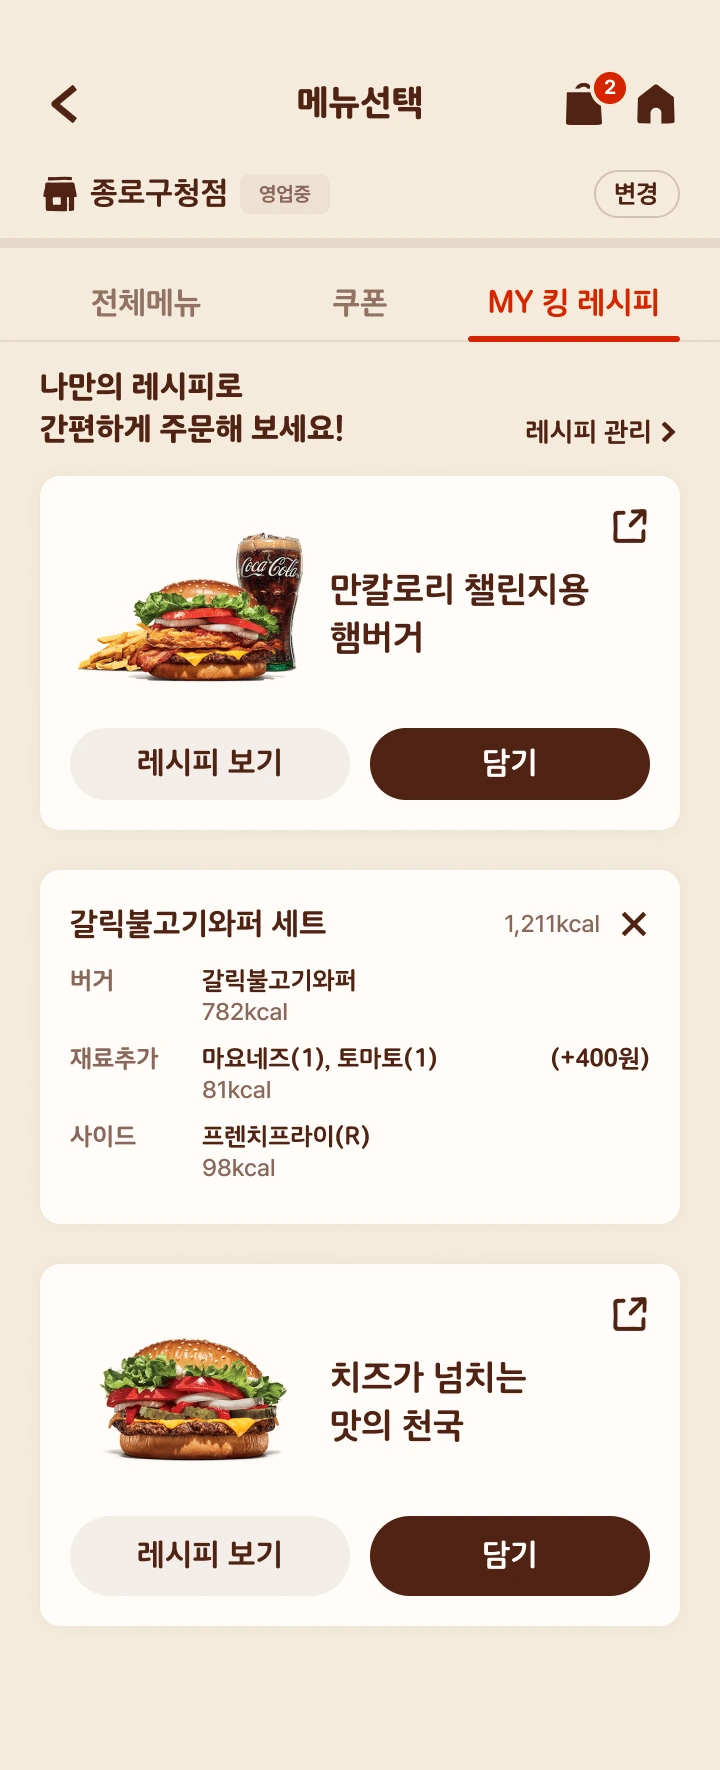 메뉴선택
2
종로구청점
영업중
변경
전체메뉴
쿠폰
MY 킹 레시피
나만의 레시피로
간편하게 주문해 보세요!
레시피 관리
Coca-Cola
만칼로리 챌린지용
햄버거
레시피 보기
담기
갈릭불고기와퍼 세트
1,211kcal
버거
갈릭불고기와퍼
782kcal
재료추가
마요네즈(1), 토마토(1)
(+400원)
81kcal
사이드
프렌치프라이(R)
98kcal
치즈가 넘치는
맛의 천국
레시피 보기
담기